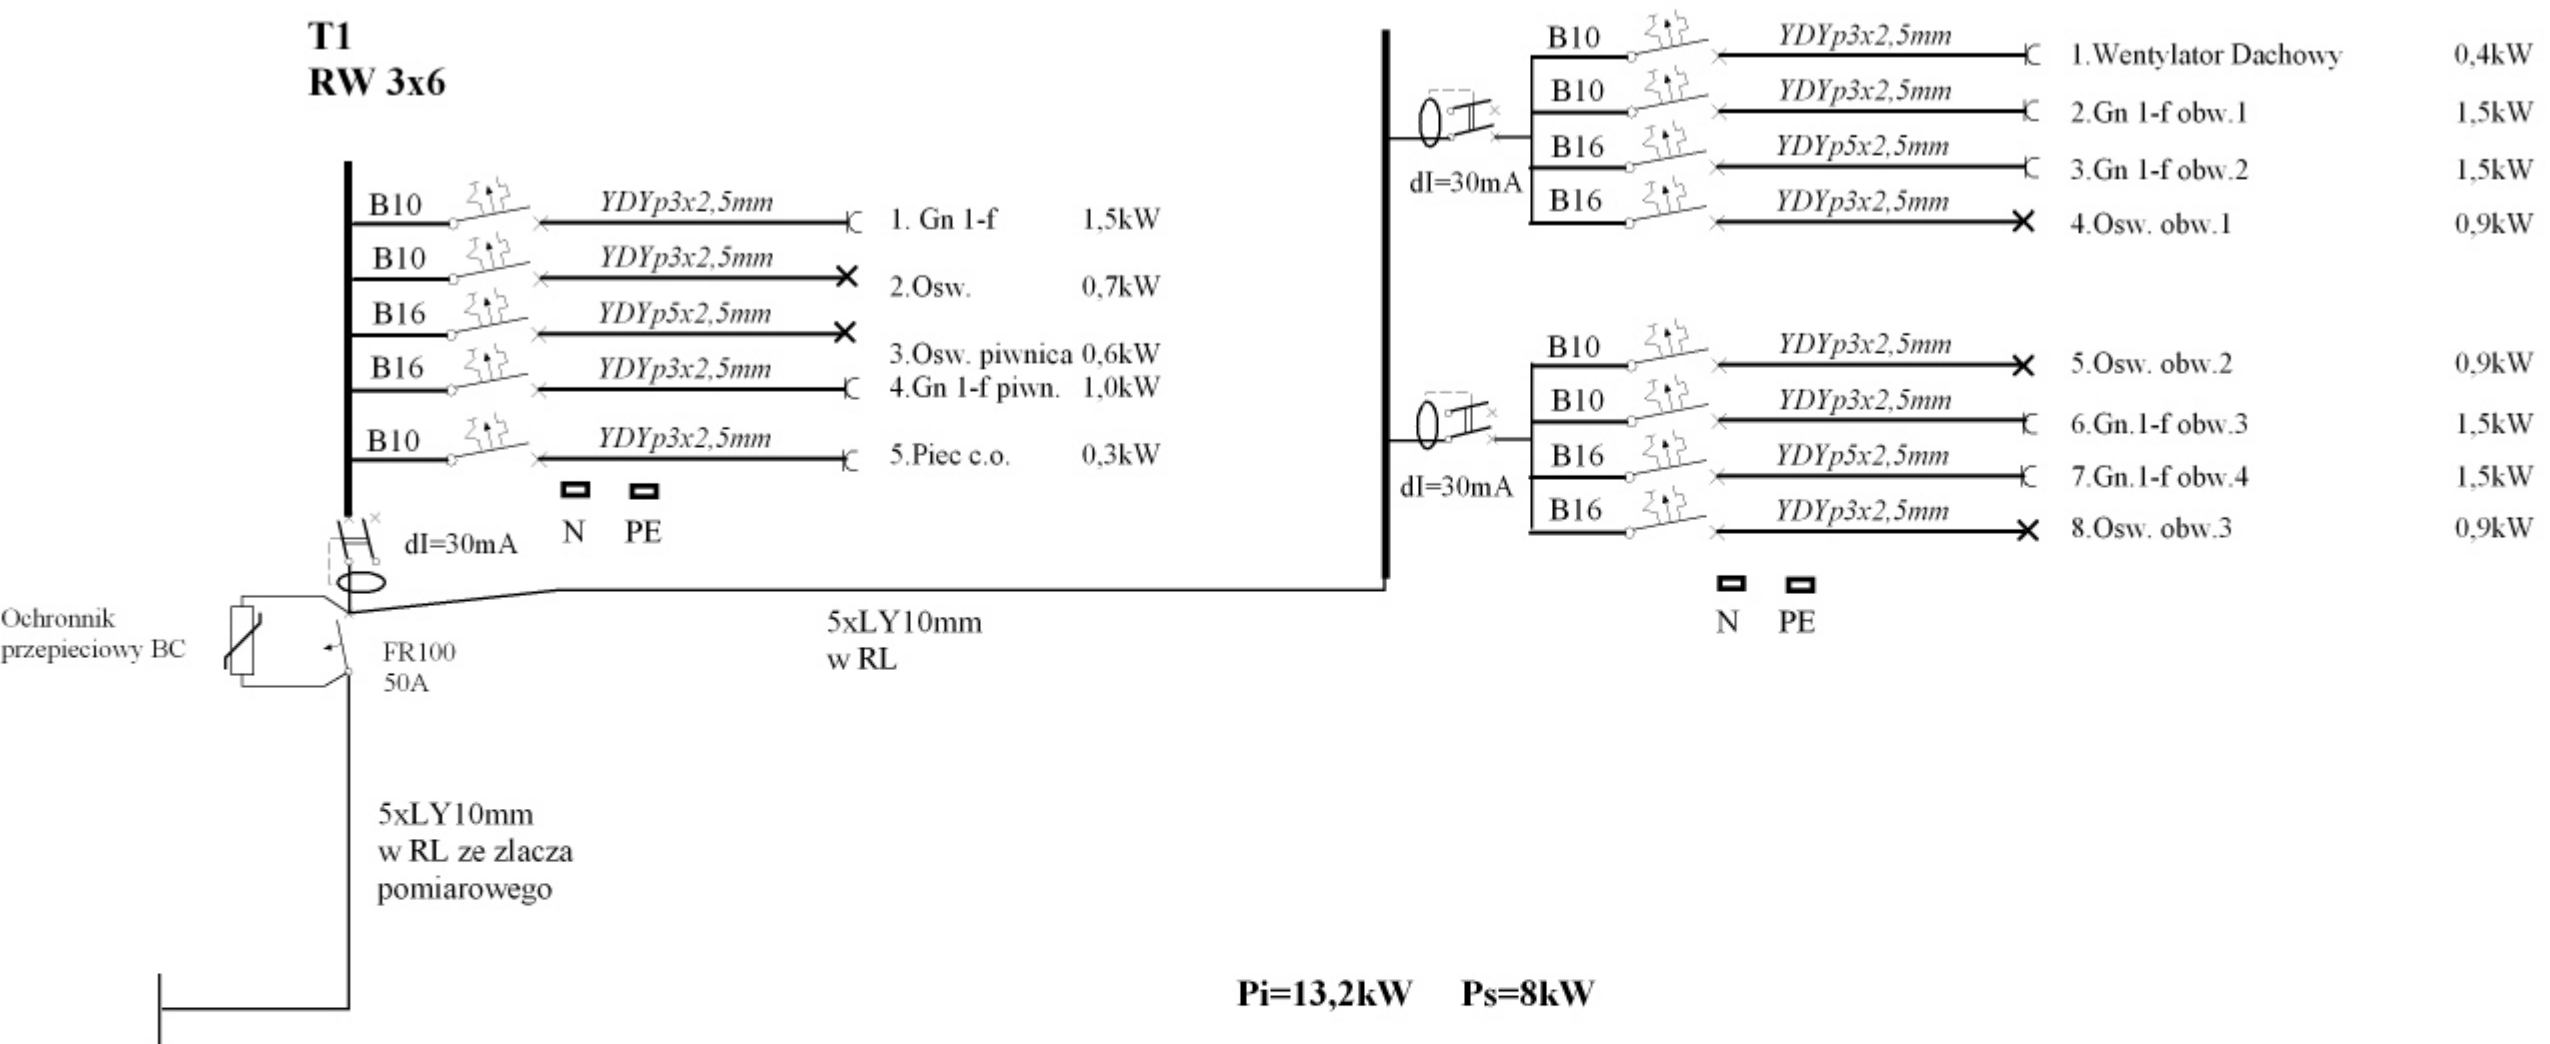 T1
RW 3x6
B10 YDYp3x2,5mm 1. Gn 1-f 1,5kW
B10 YDYp3x2,5mm 2.Osw. 0,7kW
B16 YDYp5x2,5mm 3.Osw. piwnica 0,6kW
B16 YDYp3x2,5mm 4.Gn 1-f piwn. 1,0kW
B10 YDYp3x2,5mm 5.Piec c.o. 0,3kW
N PE
dI=30mA
Ochronnik
przepieciowy BC
FR100
50A
5xLY10mm
w RL
5xLY10mm
w RL ze zlacza
pomiarowego
B10 YDYp3x2,5mm 1.Wentylator Dachowy 0,4kW
B10 YDYp3x2,5mm 2.Gn 1-f obw.1 1,5kW
B16 YDYp5x2,5mm 3.Gn 1-f obw.2 1,5kW
dI=30mA
B16 YDYp3x2,5mm 4.Osw. obw.1 0,9kW
B10 YDYp3x2,5mm 5.Osw. obw.2 0,9kW
B10 YDYp3x2,5mm 6.Gn.1-f obw.3 1,5kW
B16 YDYp5x2,5mm 7.Gn.1-f obw.4 1,5kW
dI=30mA
B16 YDYp3x2,5mm 8.Osw. obw.3 0,9kW
N PE
Pi=13,2kW Ps=8kW